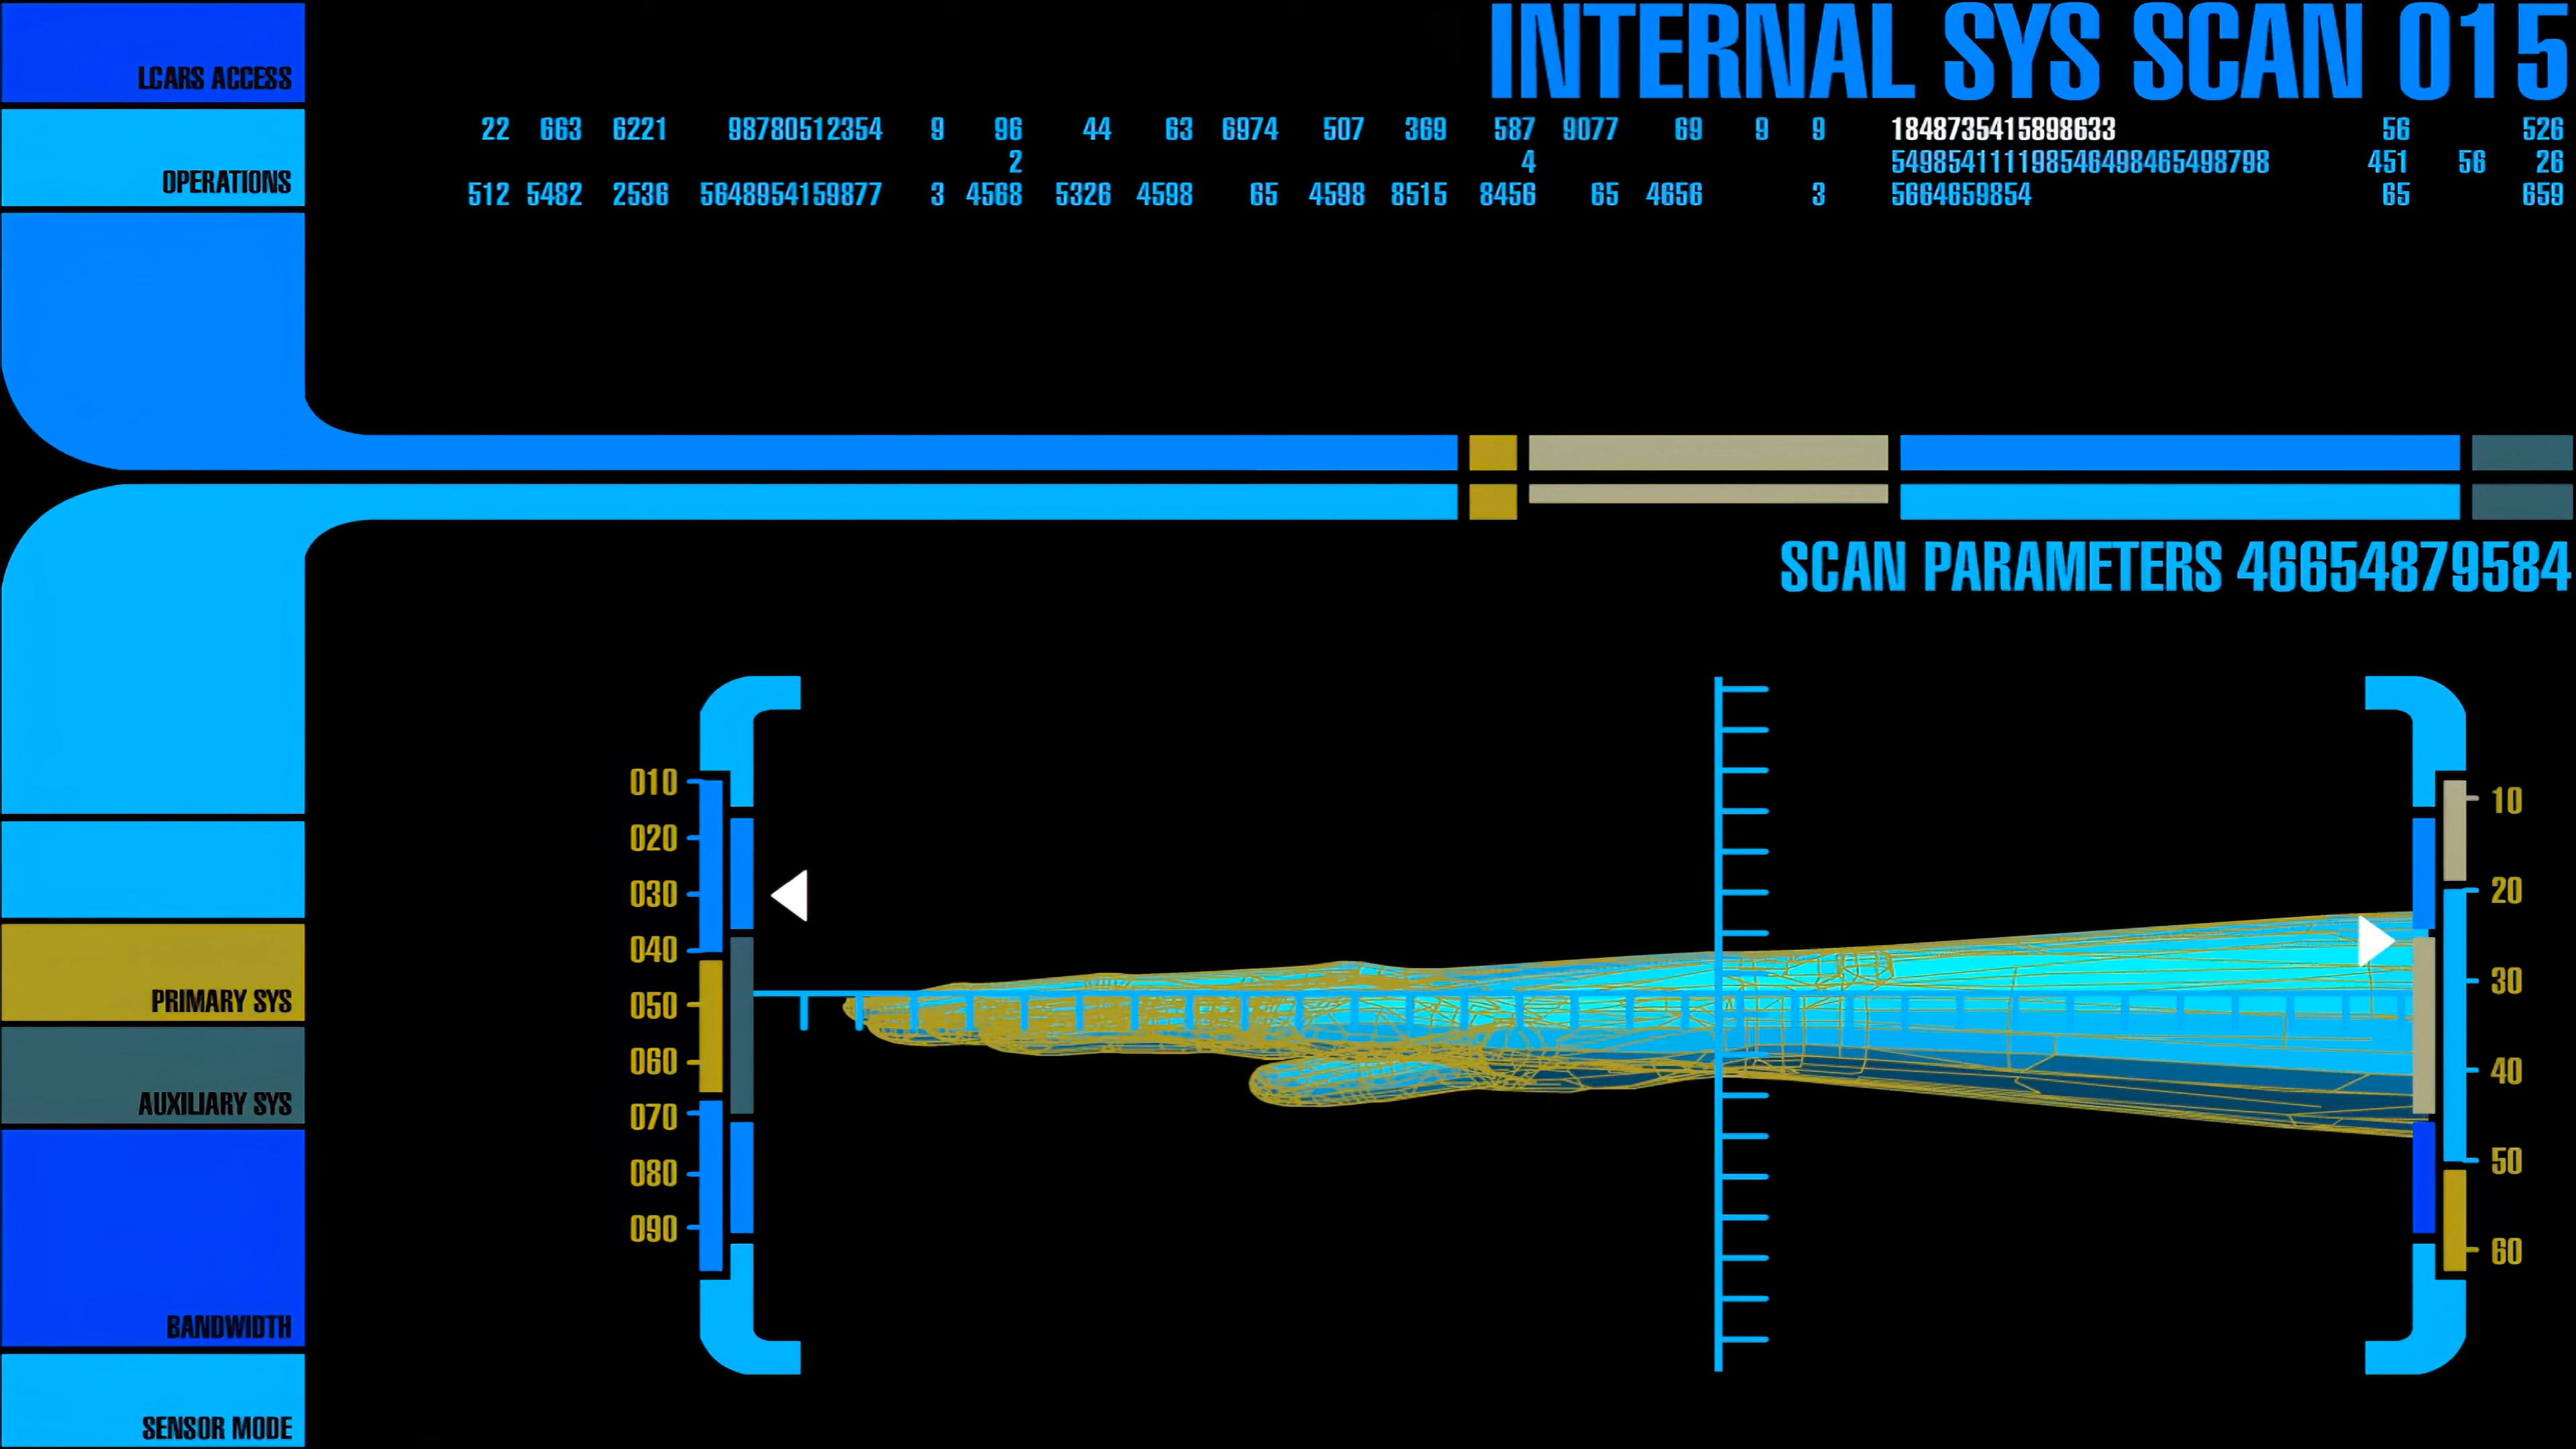 INTERNAL SYS SCAN 015
LCARS ACCESS
22 663 6221 98780512354 9 96 44 63 6974 507 369 587 9077 69 9 9 1848735415898633 56 526
2 4 54985411119854649846549879​8 451 56 26
OPERATIONS
512 5482 2536 5648954159877 3 4568 5326 4598 65 4598 8515 8456 65 4656 3 5664659854 65 659
SCAN PARAMETERS 46654879584
010
10
020
20
030
30
040
PRIMARY SYS
050
060
40
AUXILIARY SYS
070
50
080
090
60
BANDWIDTH
SENSOR MODE